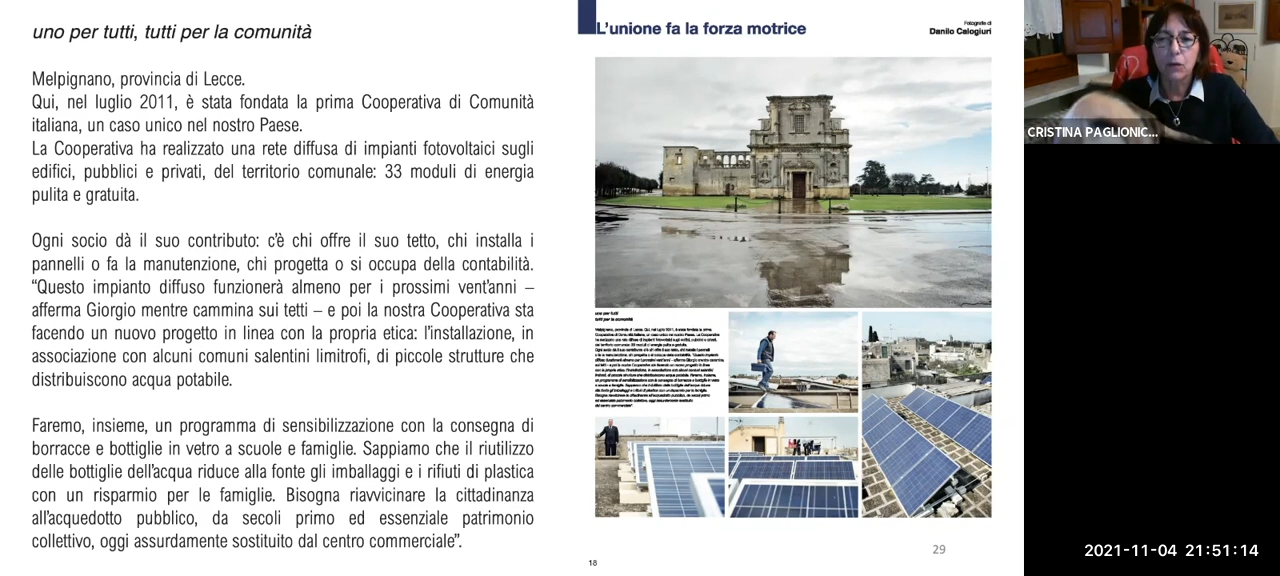 uno per tutti, tutti per la comunità
Melpignano, provincia di Lecce.
Qui, nel luglio 2011, è stata fondata la prima Cooperativa di Comunità
italiana, un caso unico nel nostro Paese.
La Cooperativa ha realizzato una rete diffusa di impianti fotovoltaici sugli
edifici, pubblici e privati, del territorio comunale: 33 moduli di energia
pulita e gratuita.
Ogni socio dà il suo contributo: c'è chi offre il suo tetto, chi installa i
pannelli o fa la manutenzione, chi progetta o si occupa della contabilità.
“Questo impianto diffuso funzionerà almeno per i prossimi vent'anni –
afferma Giorgio mentre cammina sui tetti – e poi la nostra Cooperativa sta
facendo un nuovo progetto in linea con la propria etica: l'installazione, in
associazione con alcuni comuni salentini limitrofi, di piccole strutture che
distribuiscono acqua potabile.
Faremo, insieme, un programma di sensibilizzazione con la consegna di
borracce e bottiglie in vetro a scuole e famiglie. Sappiamo che il riutilizzo
delle bottiglie dell'acqua riduce alla fonte gli imballaggi e i rifiuti di plastica
con un risparmio per le famiglie. Bisogna riavvicinare la cittadinanza
all'acquedotto pubblico, da secoli primo ed essenziale patrimonio
collettivo, oggi assurdamente sostituito dal centro commerciale”.
L'unione fa la forza motrice
Fotografie di
Danilo Calogiuri
uno per tutti
tutti per la comunità
18
29
CRISTINA PAGLIONIC...
2021-11-04 21:51:14